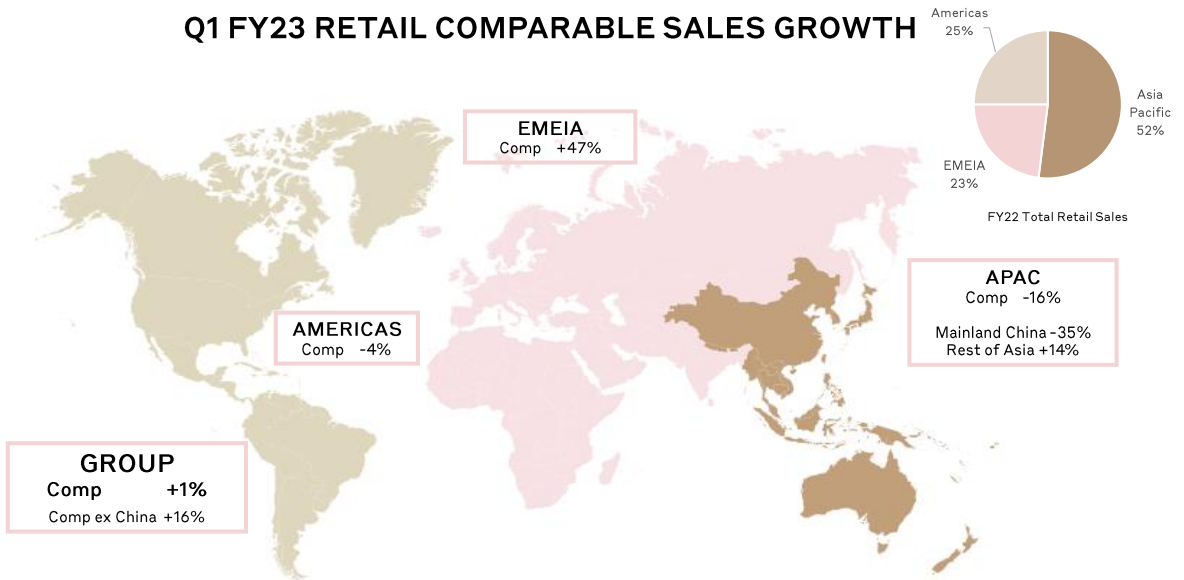 Q1 FY23 RETAIL COMPARABLE SALES GROWTH
Americas
25%
Asia
Pacific
52%
EMEIA
23%
FY22 Total Retail Sales
EMEIA
Comp +47%
APAC
Comp -16%
Mainland China -35%
Rest of Asia +14%
AMERICAS
Comp -4%
GROUP
Comp +1%
Comp ex China +16%